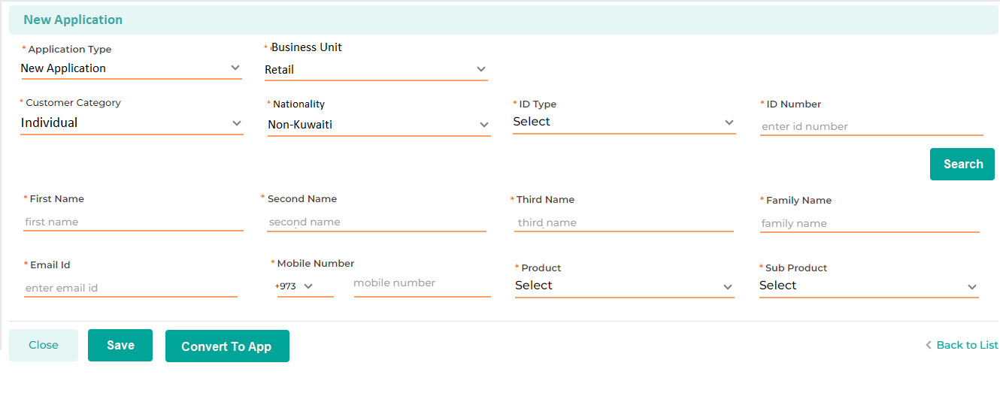 New Application
* Application Type * Business Unit
New Application Retail
* Customer Category * Nationality * ID Type * ID Number
Individual Non-Kuwaiti Select enter id number
Search
* First Name * Second Name * Third Name * Family Name
first name second name third name family name
* Email Id * Mobile Number * Product * Sub Product
enter email id +973 mobile number Select Select
Close Save Convert To App Back to List